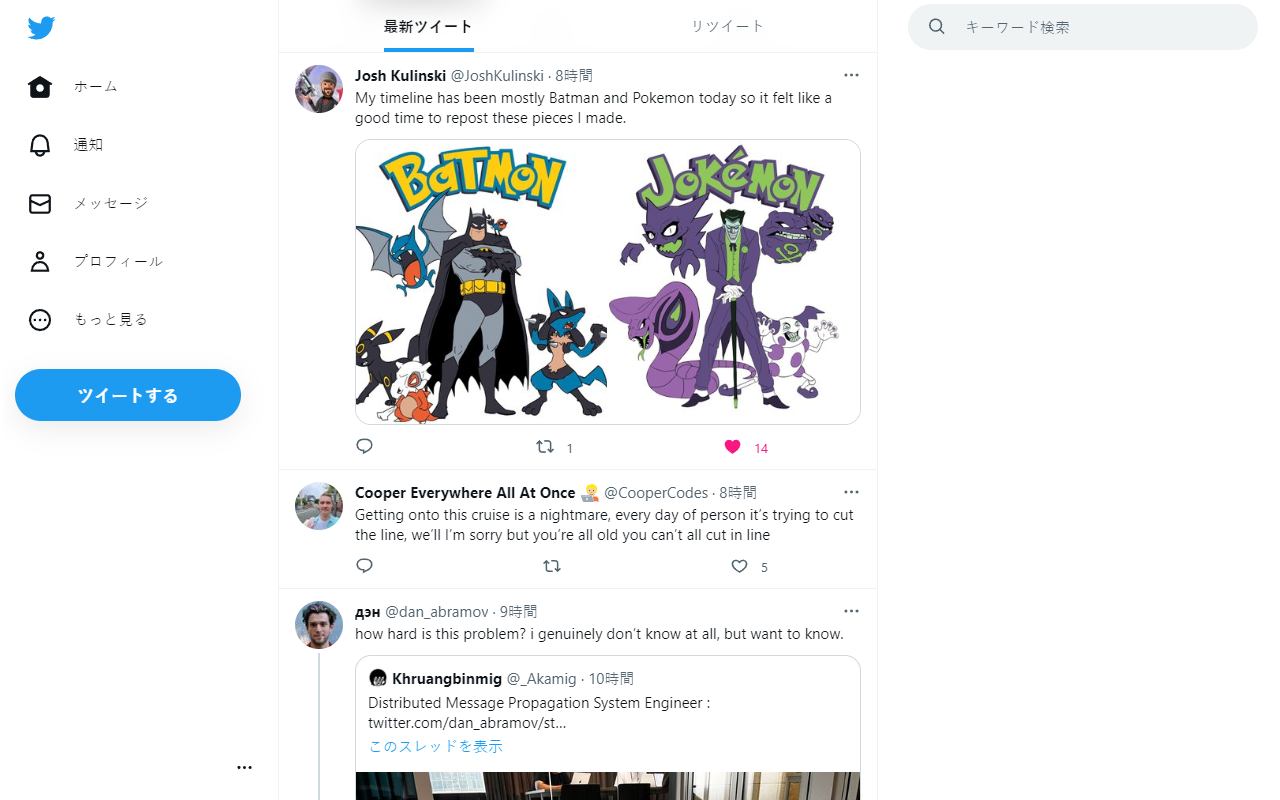 最新ツイート
リツイート
キーワード検索
ホーム
通知
メッセージ
プロフィール
もっと見る
ツイートする
Josh Kulinski @JoshKulinski · 8時間
My timeline has been mostly Batman and Pokemon today so it felt like a
good time to repost these pieces I made.
BaTMON
JoKéMON
1
14
Cooper Everywhere All At Once 🧑🏼‍💻 @CooperCodes · 8時間
Getting onto this cruise is a nightmare, every day of person it's trying to cut
the line, we'll I'm sorry but you're all old you can't all cut in line
5
дэн @dan_abramov · 9時間
how hard is this problem? i genuinely don't know at all, but want to know.
Khruangbinmig @_Akamig · 10時間
Distributed Message Propagation System Engineer :
twitter.com/dan_abramov/st…
このスレッドを表示